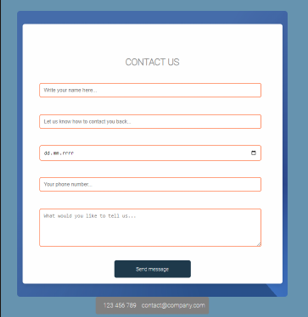 CONTACT US
Write your name here...
Let us know how to contact you back...
dd.mm.rrrr
Your phone number...
What would you like to tell us...
Send message
123 456 789 contact@company.com